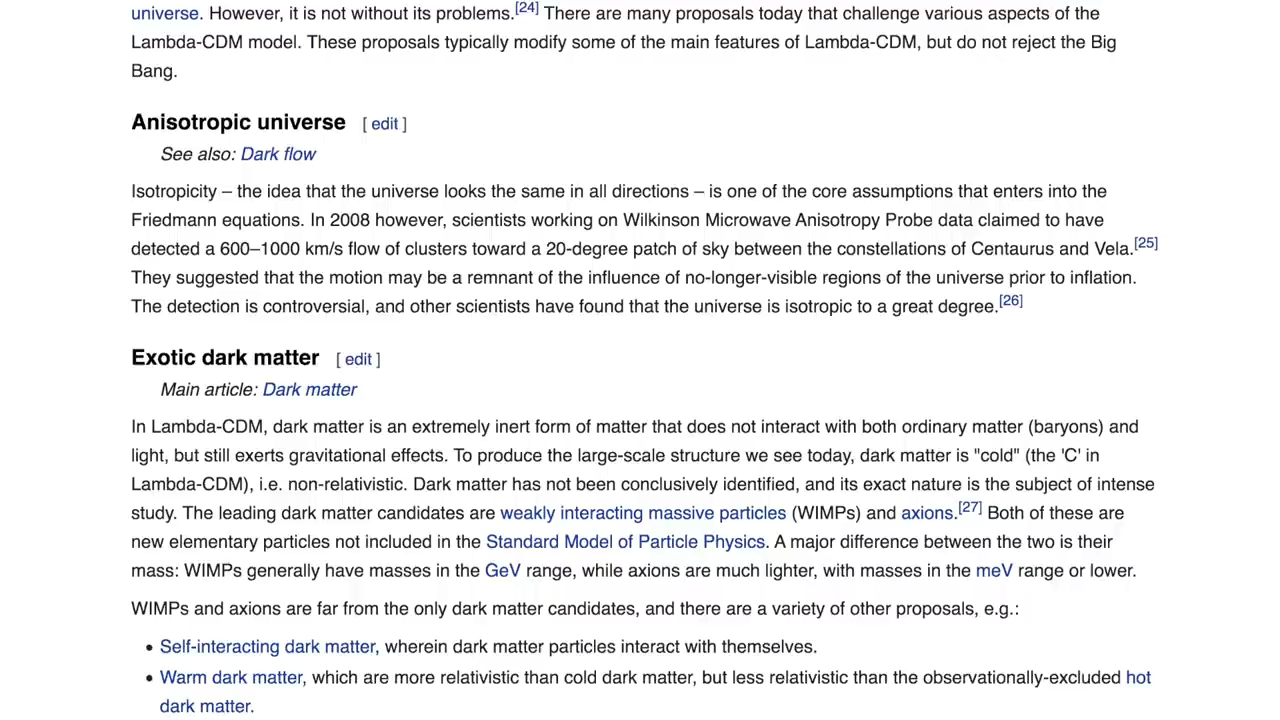 universe. However, it is not without its problems.[24] There are many proposals today that challenge various aspects of the
Lambda-CDM model. These proposals typically modify some of the main features of Lambda-CDM, but do not reject the Big
Bang.
Anisotropic universe [ edit ]
See also: Dark flow
Isotropicity – the idea that the universe looks the same in all directions – is one of the core assumptions that enters into the
Friedmann equations. In 2008 however, scientists working on Wilkinson Microwave Anisotropy Probe data claimed to have
detected a 600–1000 km/s flow of clusters toward a 20-degree patch of sky between the constellations of Centaurus and Vela.[25]
They suggested that the motion may be a remnant of the influence of no-longer-visible regions of the universe prior to inflation.
The detection is controversial, and other scientists have found that the universe is isotropic to a great degree.[26]
Exotic dark matter [ edit ]
Main article: Dark matter
In Lambda-CDM, dark matter is an extremely inert form of matter that does not interact with both ordinary matter (baryons) and
light, but still exerts gravitational effects. To produce the large-scale structure we see today, dark matter is "cold" (the 'C' in
Lambda-CDM), i.e. non-relativistic. Dark matter has not been conclusively identified, and its exact nature is the subject of intense
study. The leading dark matter candidates are weakly interacting massive particles (WIMPs) and axions.[27] Both of these are
new elementary particles not included in the Standard Model of Particle Physics. A major difference between the two is their
mass: WIMPs generally have masses in the GeV range, while axions are much lighter, with masses in the meV range or lower.
WIMPs and axions are far from the only dark matter candidates, and there are a variety of other proposals, e.g.:
• Self-interacting dark matter, wherein dark matter particles interact with themselves.
• Warm dark matter, which are more relativistic than cold dark matter, but less relativistic than the observationally-excluded hot
dark matter.